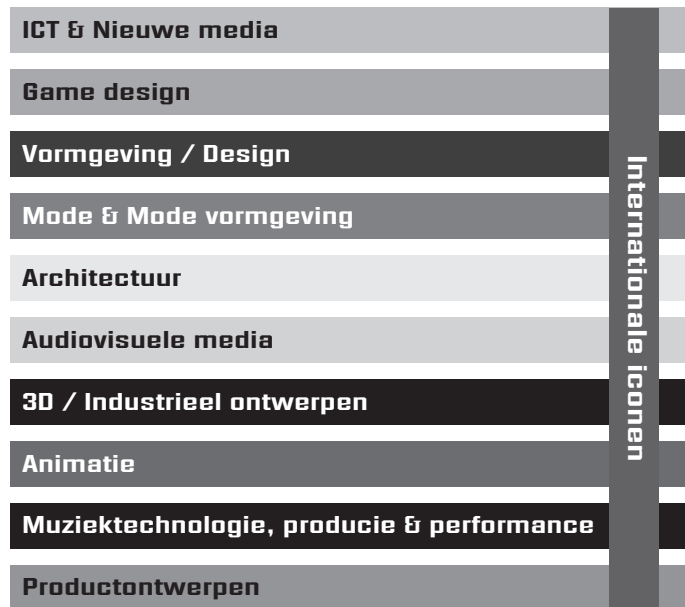 ICT & Nieuwe media
Game design
Vormgeving / Design
Mode & Mode vormgeving
Architectuur
Audiovisuele media
3D / Industrieel ontwerpen
Animatie
Muziektechnologie, producie & performance
Productontwerpen
Internationale iconen